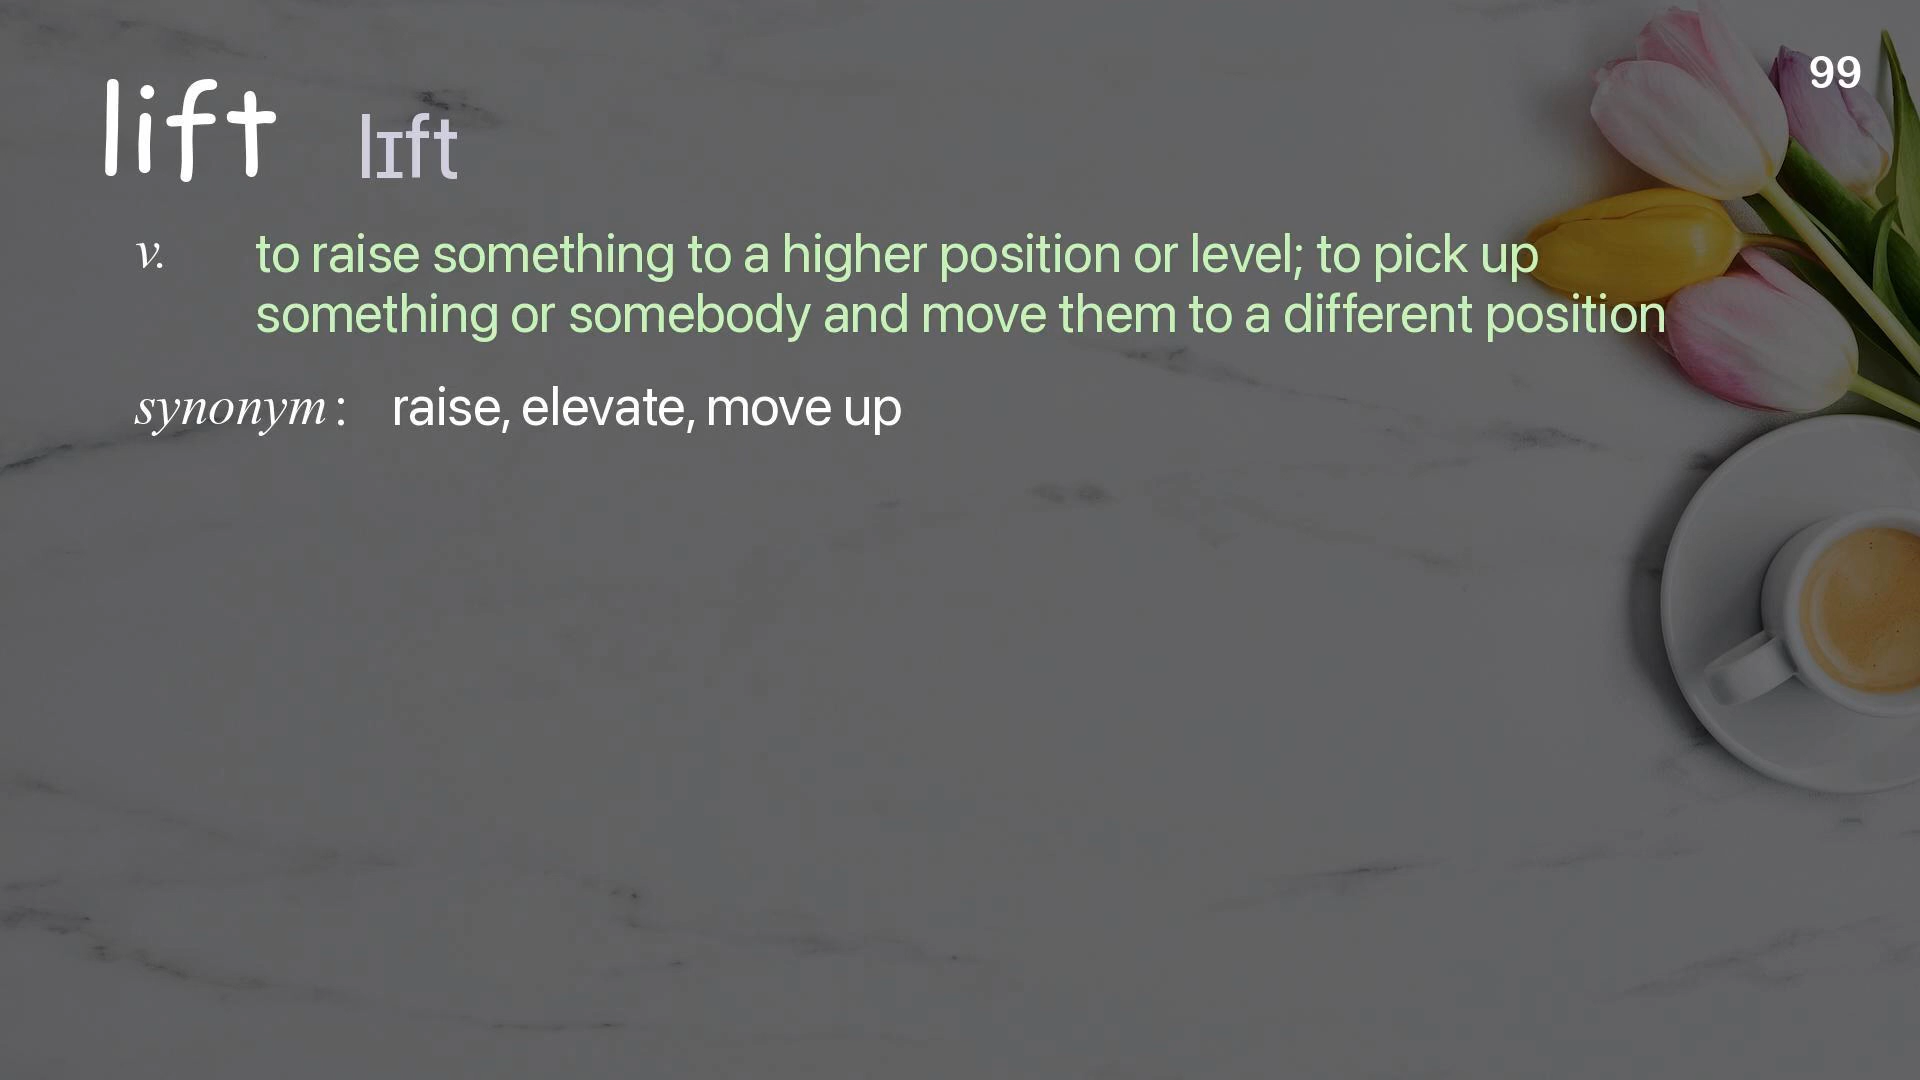 99
lift lɪft
v. to raise something to a higher position or level; to pick up
something or somebody and move them to a different position
synonym : raise, elevate, move up